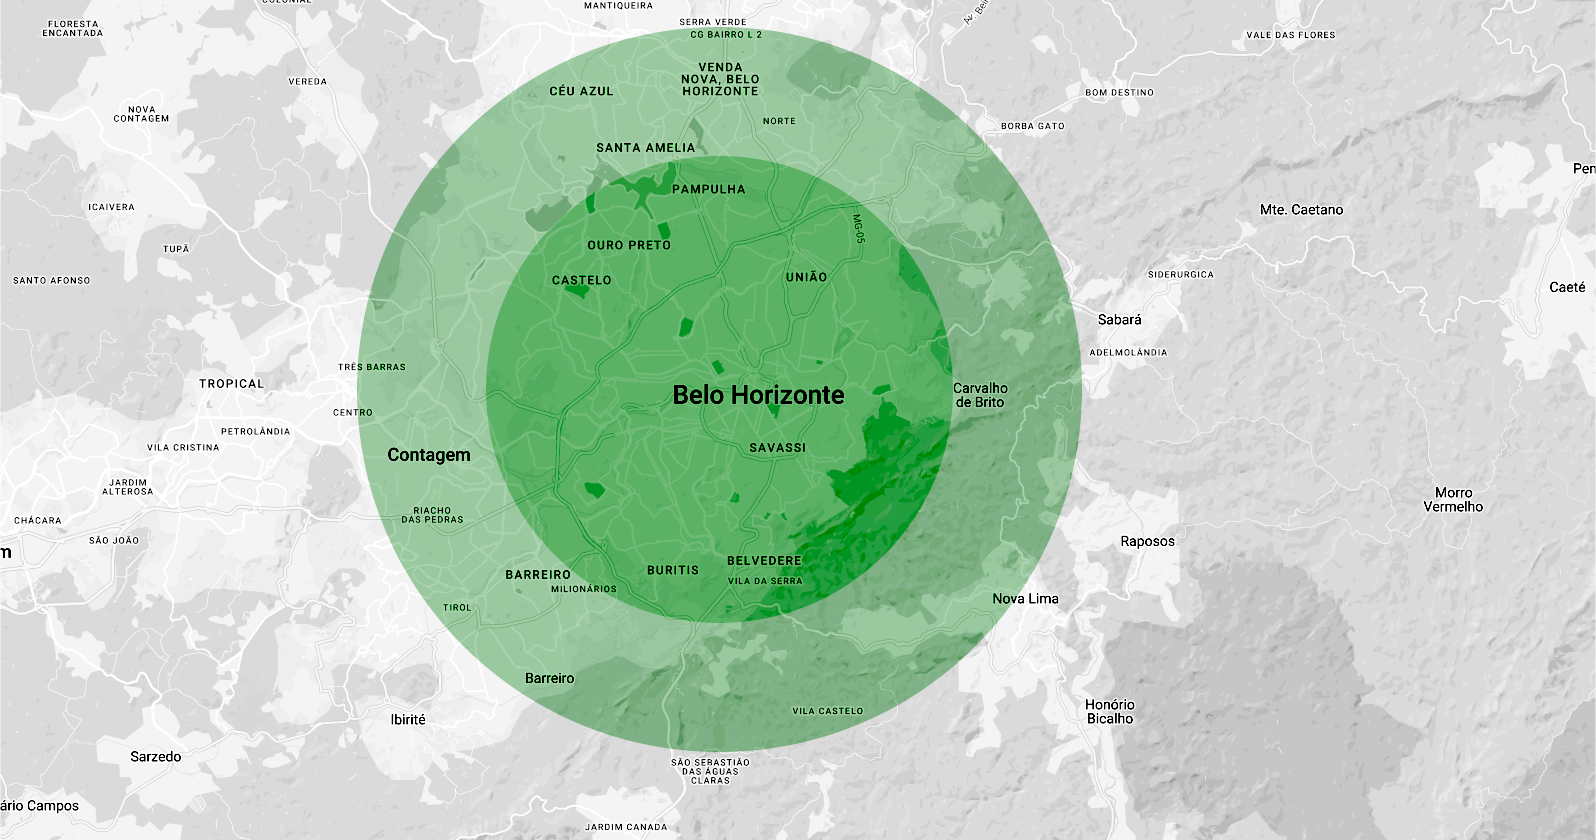 COLONIAL
MANTIQUEIRA
FLORESTA
ENCANTADA
SERRA VERDE
CG BAIRRO L 2
VALE DAS FLORES
VENDA
NOVA, BELO
HORIZONTE
VEREDA
CÉU AZUL
BOM DESTINO
NOVA
CONTAGEM
NORTE
BORBA GATO
SANTA AMELIA
PAMPULHA
ICAIVERA
Mte. Caetano
MG-05
TUPÃ
OURO PRETO
SANTO AFONSO
CASTELO
UNIÃO
SIDERURGICA
Caeté
Sabará
ADELMOLÂNDIA
TRÊS BARRAS
TROPICAL
Belo Horizonte
Carvalho
de Brito
CENTRO
PETROLÂNDIA
VILA CRISTINA
SAVASSI
Contagem
JARDIM
ALTEROSA
Morro
Vermelho
RIACHO
DAS PEDRAS
CHÁCARA
SÃO JOÃO
Raposos
BELVEDERE
BURITIS
BARREIRO
VILA DA SERRA
MILIONÁRIOS
Nova Lima
TIROL
Barreiro
VILA CASTELO
Honório
Bicalho
Ibirité
Sarzedo
SÃO SEBASTIÃO
DAS ÁGUAS
CLARAS
ário Campos
JARDIM CANADA